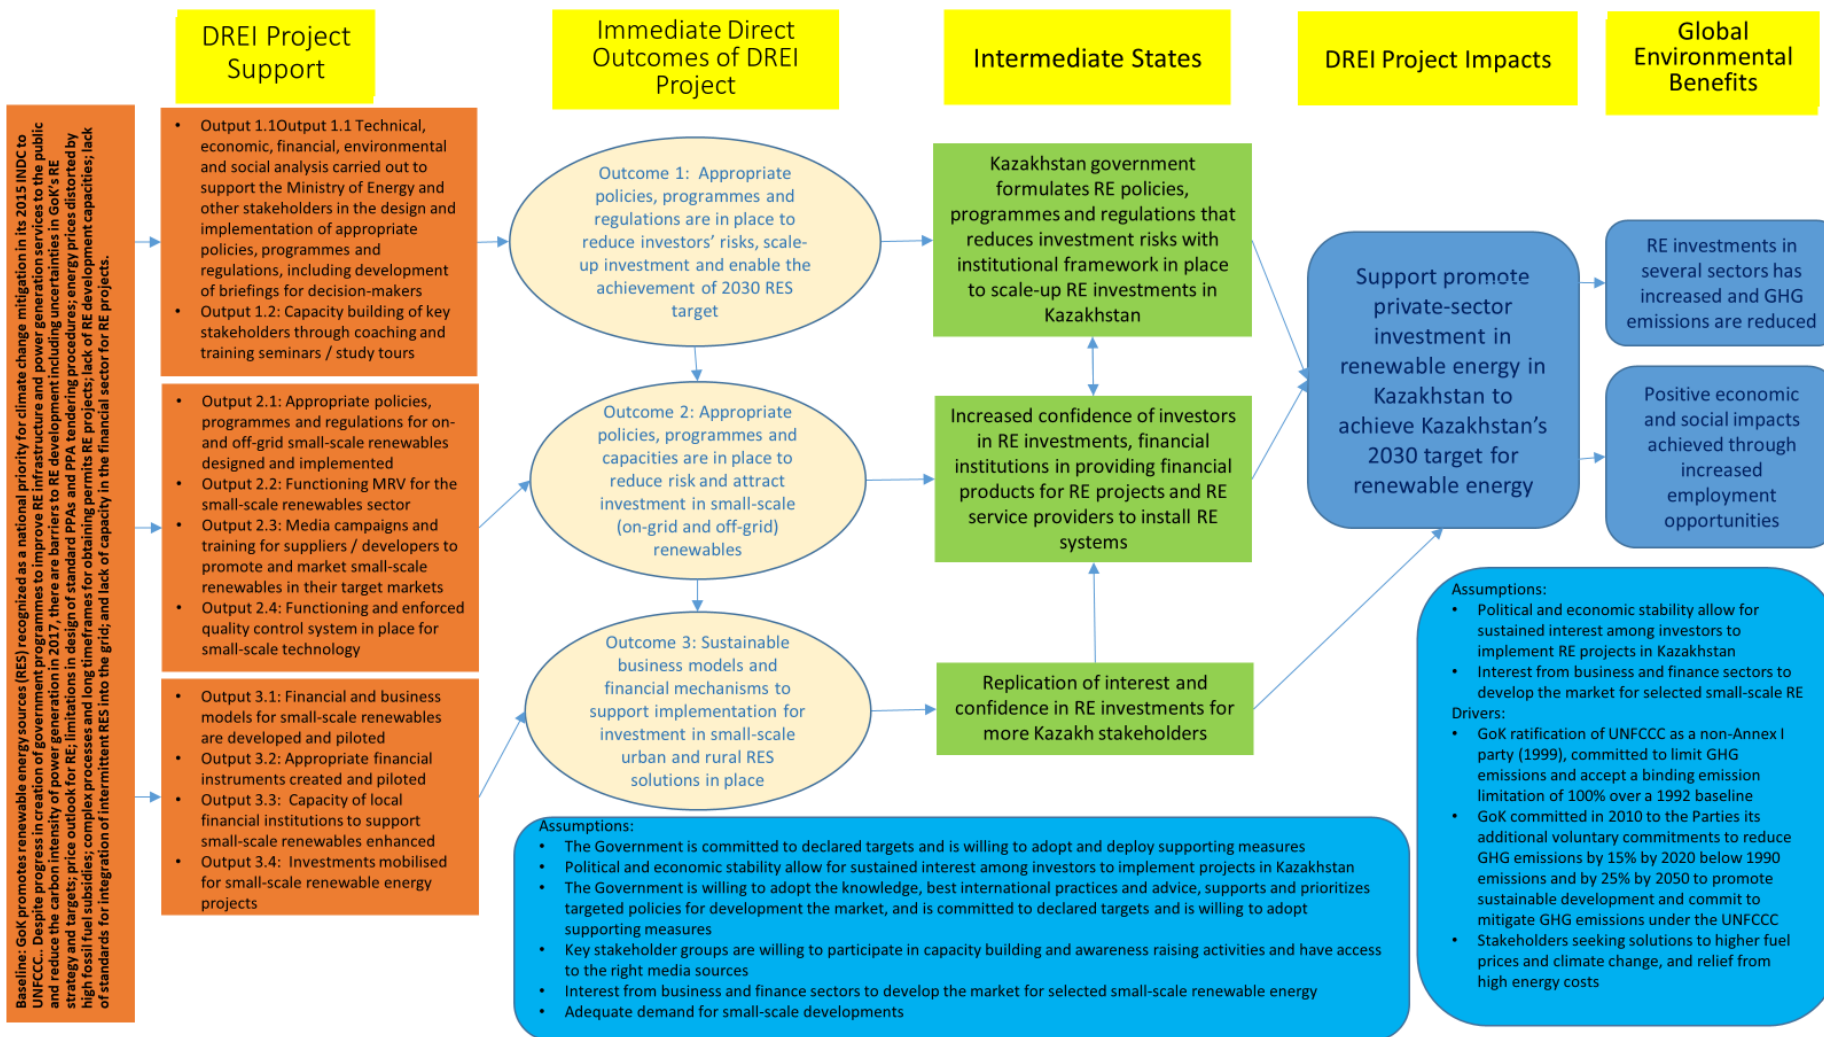 DREI Project
Support
Immediate Direct
Outcomes of DREI
Project
Intermediate States
DREI Project Impacts
Global
Environmental
Benefits
Baseline: GoK promotes renewable energy sources (RES) recognized as a national priority for climate change mitigation in its 2015 INDC to
UNFCCC.. Despite progress in creation of government programmes to improve RE infrastructure and power generation services to the public
and reduce the carbon intensity of power generation in 2017, there are barriers to RE development including uncertainties in GoK's RE
strategy and targets; price outlook for RE; limitations in design of standard PPAs and PPA tendering procedures; energy prices distorted by
high fossil fuel subsidies; complex processes and long timeframes for obtaining permits RE projects; lack of RE development capacities; lack
of standards for integration of intermittent RES into the grid; and lack of capacity in the financial sector for RE projects.
• Output 1.1Output 1.1 Technical,
economic, financial, environmental
and social analysis carried out to
support the Ministry of Energy and
other stakeholders in the design and
implementation of appropriate
policies, programmes and
regulations, including development
of briefings for decision-makers
• Output 1.2: Capacity building of key
stakeholders through coaching and
training seminars / study tours
• Output 2.1: Appropriate policies,
programmes and regulations for on-
and off-grid small-scale renewables
designed and implemented
• Output 2.2: Functioning MRV for the
small-scale renewables sector
• Output 2.3: Media campaigns and
training for suppliers / developers to
promote and market small-scale
renewables in their target markets
• Output 2.4: Functioning and enforced
quality control system in place for
small-scale technology
• Output 3.1: Financial and business
models for small-scale renewables
are developed and piloted
• Output 3.2: Appropriate financial
instruments created and piloted
• Output 3.3: Capacity of local
financial institutions to support
small-scale renewables enhanced
• Output 3.4: Investments mobilised
for small-scale renewable energy
projects
Outcome 1: Appropriate
policies, programmes and
regulations are in place to
reduce investors' risks, scale-
up investment and enable the
achievement of 2030 RES
target
Outcome 2: Appropriate
policies, programmes and
capacities are in place to
reduce risk and attract
investment in small-scale
(on-grid and off-grid)
renewables
Outcome 3: Sustainable
business models and
financial mechanisms to
support implementation for
investment in small-scale
urban and rural RES
solutions in place
Kazakhstan government
formulates RE policies,
programmes and regulations that
reduces investment risks with
institutional framework in place
to scale-up RE investments in
Kazakhstan
Increased confidence of investors
in RE investments, financial
institutions in providing financial
products for RE projects and RE
service providers to install RE
systems
Replication of interest and
confidence in RE investments for
more Kazakh stakeholders
Support promote
private-sector
investment in
renewable energy in
Kazakhstan to
achieve Kazakhstan's
2030 target for
renewable energy
RE investments in
several sectors has
increased and GHG
emissions are reduced
Positive economic
and social impacts
achieved through
increased
employment
opportunities
Assumptions:
• The Government is committed to declared targets and is willing to adopt and deploy supporting measures
• Political and economic stability allow for sustained interest among investors to implement projects in Kazakhstan
• The Government is willing to adopt the knowledge, best international practices and advice, supports and prioritizes
targeted policies for development the market, and is committed to declared targets and is willing to adopt
supporting measures
• Key stakeholder groups are willing to participate in capacity building and awareness raising activities and have access
to the right media sources
• Interest from business and finance sectors to develop the market for selected small-scale renewable energy
• Adequate demand for small-scale developments
Assumptions:
• Political and economic stability allow for
sustained interest among investors to
implement RE projects in Kazakhstan
• Interest from business and finance sectors to
develop the market for selected small-scale RE
Drivers:
• GoK ratification of UNFCCC as a non-Annex I
party (1999), committed to limit GHG
emissions and accept a binding emission
limitation of 100% over a 1992 baseline
• GoK committed in 2010 to the Parties its
additional voluntary commitments to reduce
GHG emissions by 15% by 2020 below 1990
emissions and by 25% by 2050 to promote
sustainable development and commit to
mitigate GHG emissions under the UNFCCC
• Stakeholders seeking solutions to higher fuel
prices and climate change, and relief from
high energy costs